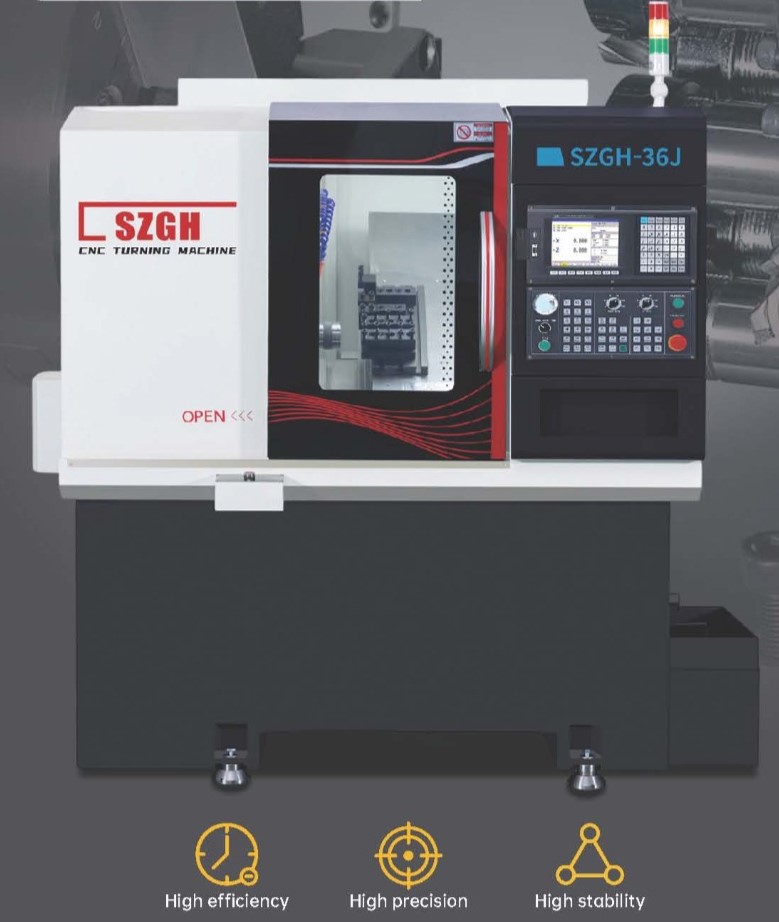 SZGH-36J
SZGH
CNC TURNING MACHINE
OPEN <<<
High efficiency
High precision
High stability